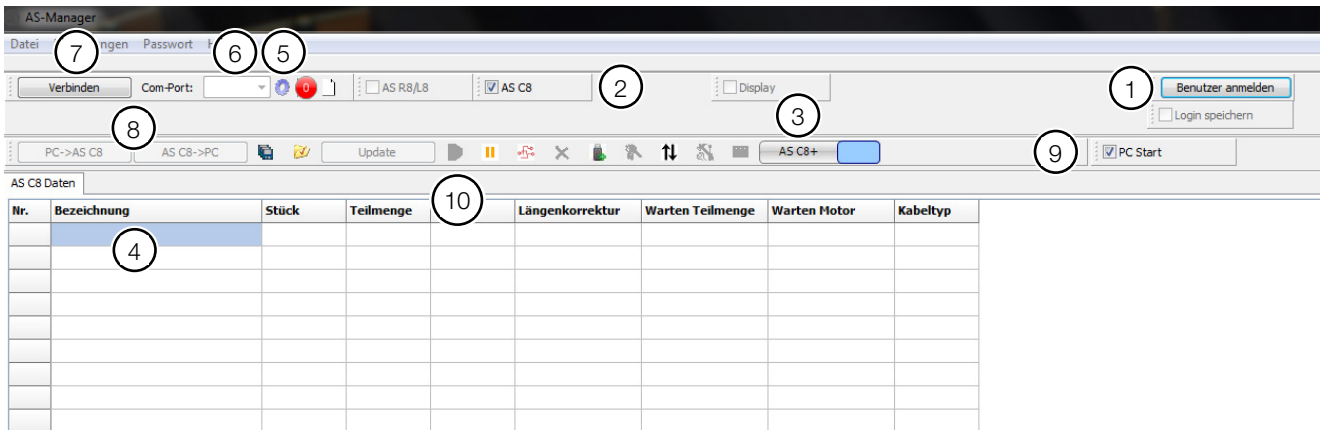 AS-Manager
Datei ngen Passwort H
7 6 5
Verbinden Com-Port: 0 AS R8/L8 AS C8 2 Display 1 Benutzer anmelden
8 3 Login speichern
PC->AS C8 AS C8->PC Update AS C8+ 9 PC Start
AS C8 Daten
10
Nr. Bezeichnung Stück Teilmenge Längenkorrektur Warten Teilmenge Warten Motor Kabeltyp
4